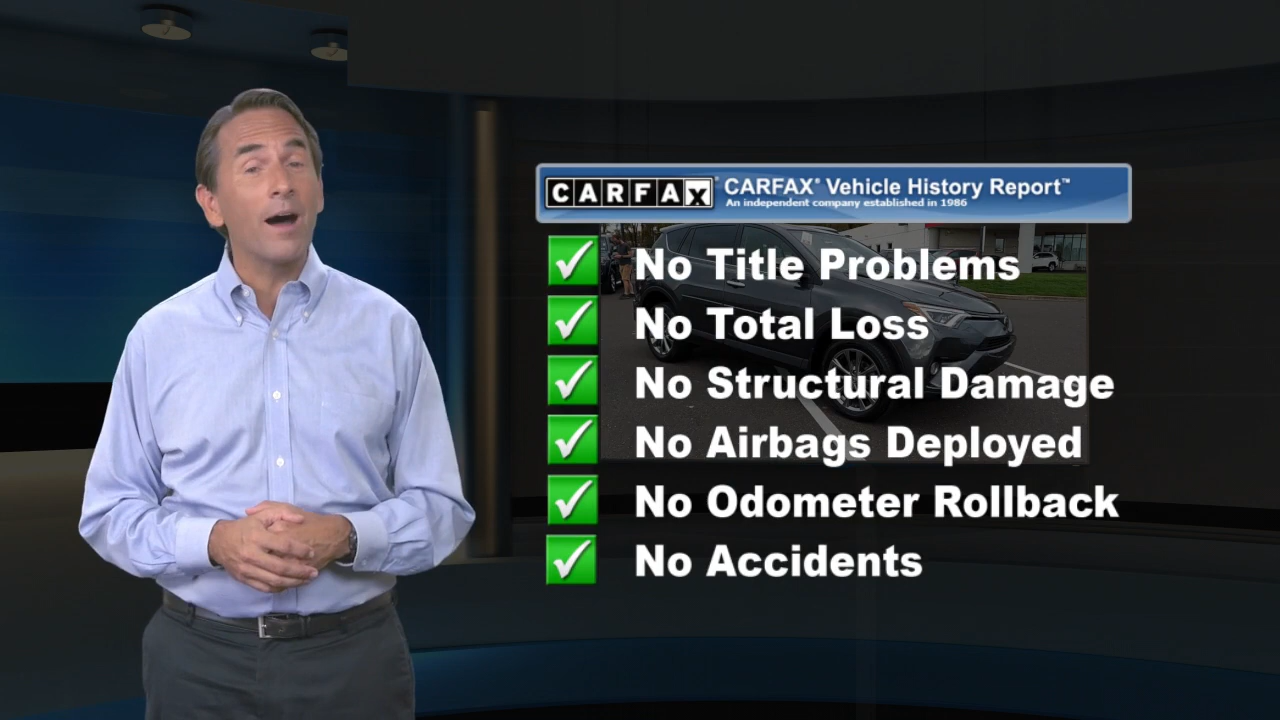 CARFAX® CARFAX® Vehicle History Report™
An independent company established in 1986
No Title Problems
No Total Loss
No Structural Damage
No Airbags Deployed
No Odometer Rollback
No Accidents